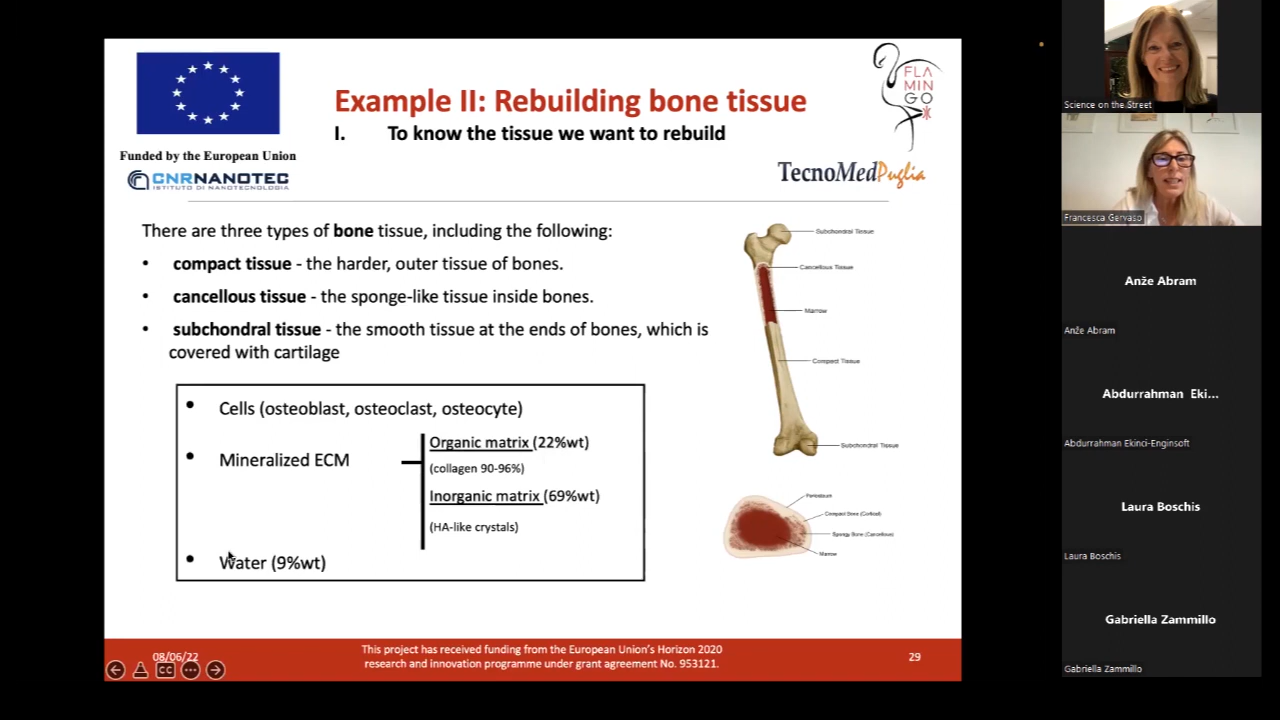 Example II: Rebuilding bone tissue
I. To know the tissue we want to rebuild
FLA
MIN
GO
Funded by the European Union
CNRNANOTEC
ISTITUTO DI NANOTECNOLOGIA
TecnoMedPuglia
There are three types of bone tissue, including the following:
• compact tissue - the harder, outer tissue of bones.
• cancellous tissue - the sponge-like tissue inside bones.
• subchondral tissue - the smooth tissue at the ends of bones, which is
covered with cartilage
• Cells (osteoblast, osteoclast, osteocyte)
• Mineralized ECM
Organic matrix (22%wt)
(collagen 90-96%)
Inorganic matrix (69%wt)
(HA-like crystals)
• Water (9%wt)
Subchondral Tissue
Cancellous Tissue
Marrow
Compact Tissue
Subchondral Tissue
Periosteum
Compact Bone (Cortical)
Spongy Bone (Cancellous)
Marrow
08/06/22
This project has received funding from the European Union's Horizon 2020
research and innovation programme under grant agreement No. 953121.
29
CC
Science on the Street
Francesca Gervaso
Anže Abram
Anže Abram
Abdurrahman Eki...
Abdurrahman Ekinci-Enginsoft
Laura Boschis
Laura Boschis
Gabriella Zammillo
Gabriella Zammillo